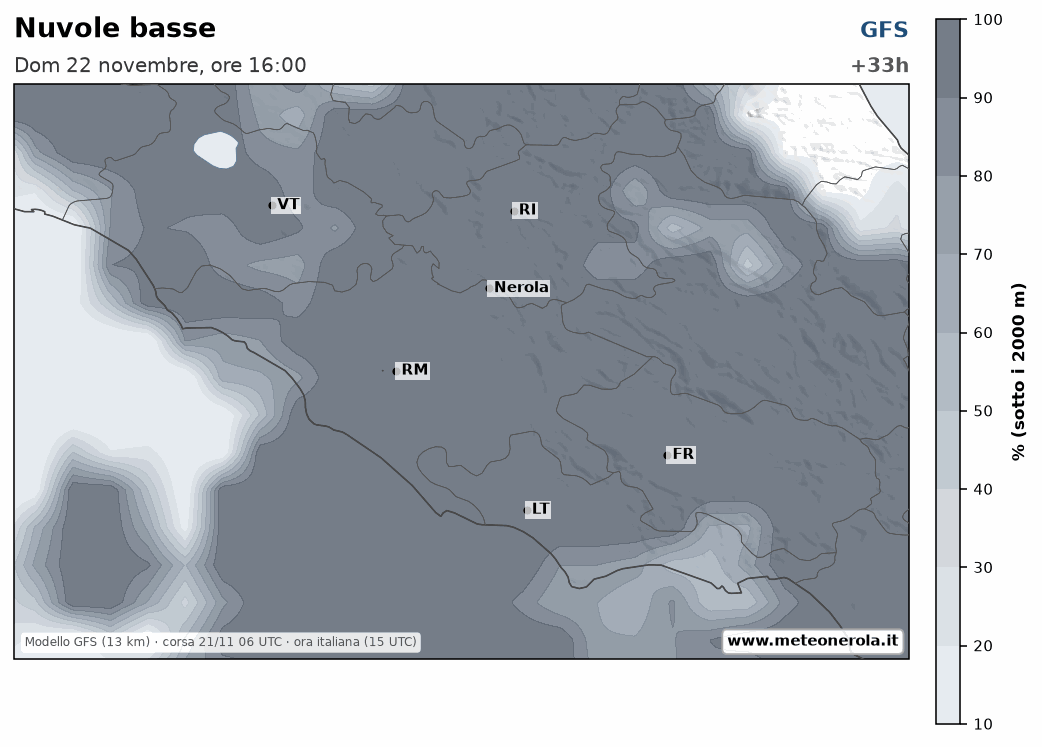 Nuvole basse
GFS
Dom 22 novembre, ore 16:00
+33h
VT
RI
Nerola
RM
FR
LT
Modello GFS (13 km) · corsa 21/11 06 UTC · ora italiana (15 UTC)
www.meteonerola.it
100
90
80
70
60
50
40
30
20
10
% (sotto i 2000 m)